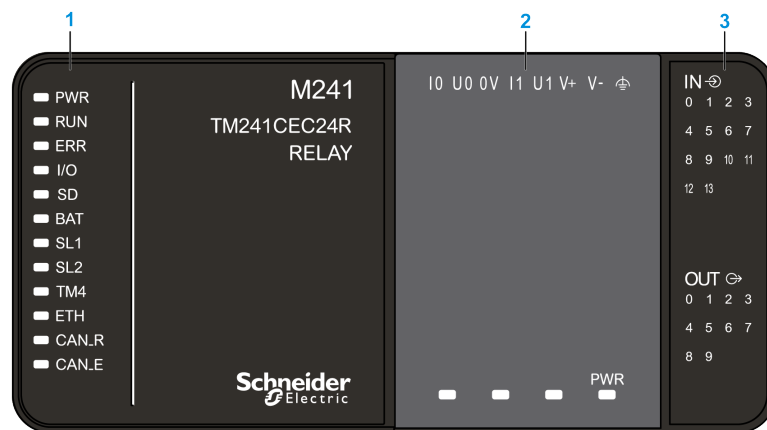 1
2
3
PWR
RUN
ERR
I/O
SD
BAT
SL1
SL2
TM4
ETH
CAN_R
CAN_E
M241
TM241CEC24R
RELAY
Schneider
Electric
I0 U0 0V I1 U1 V+ V-
PWR
IN
0 1 2 3
4 5 6 7
8 9 10 11
12 13
OUT
0 1 2 3
4 5 6 7
8 9